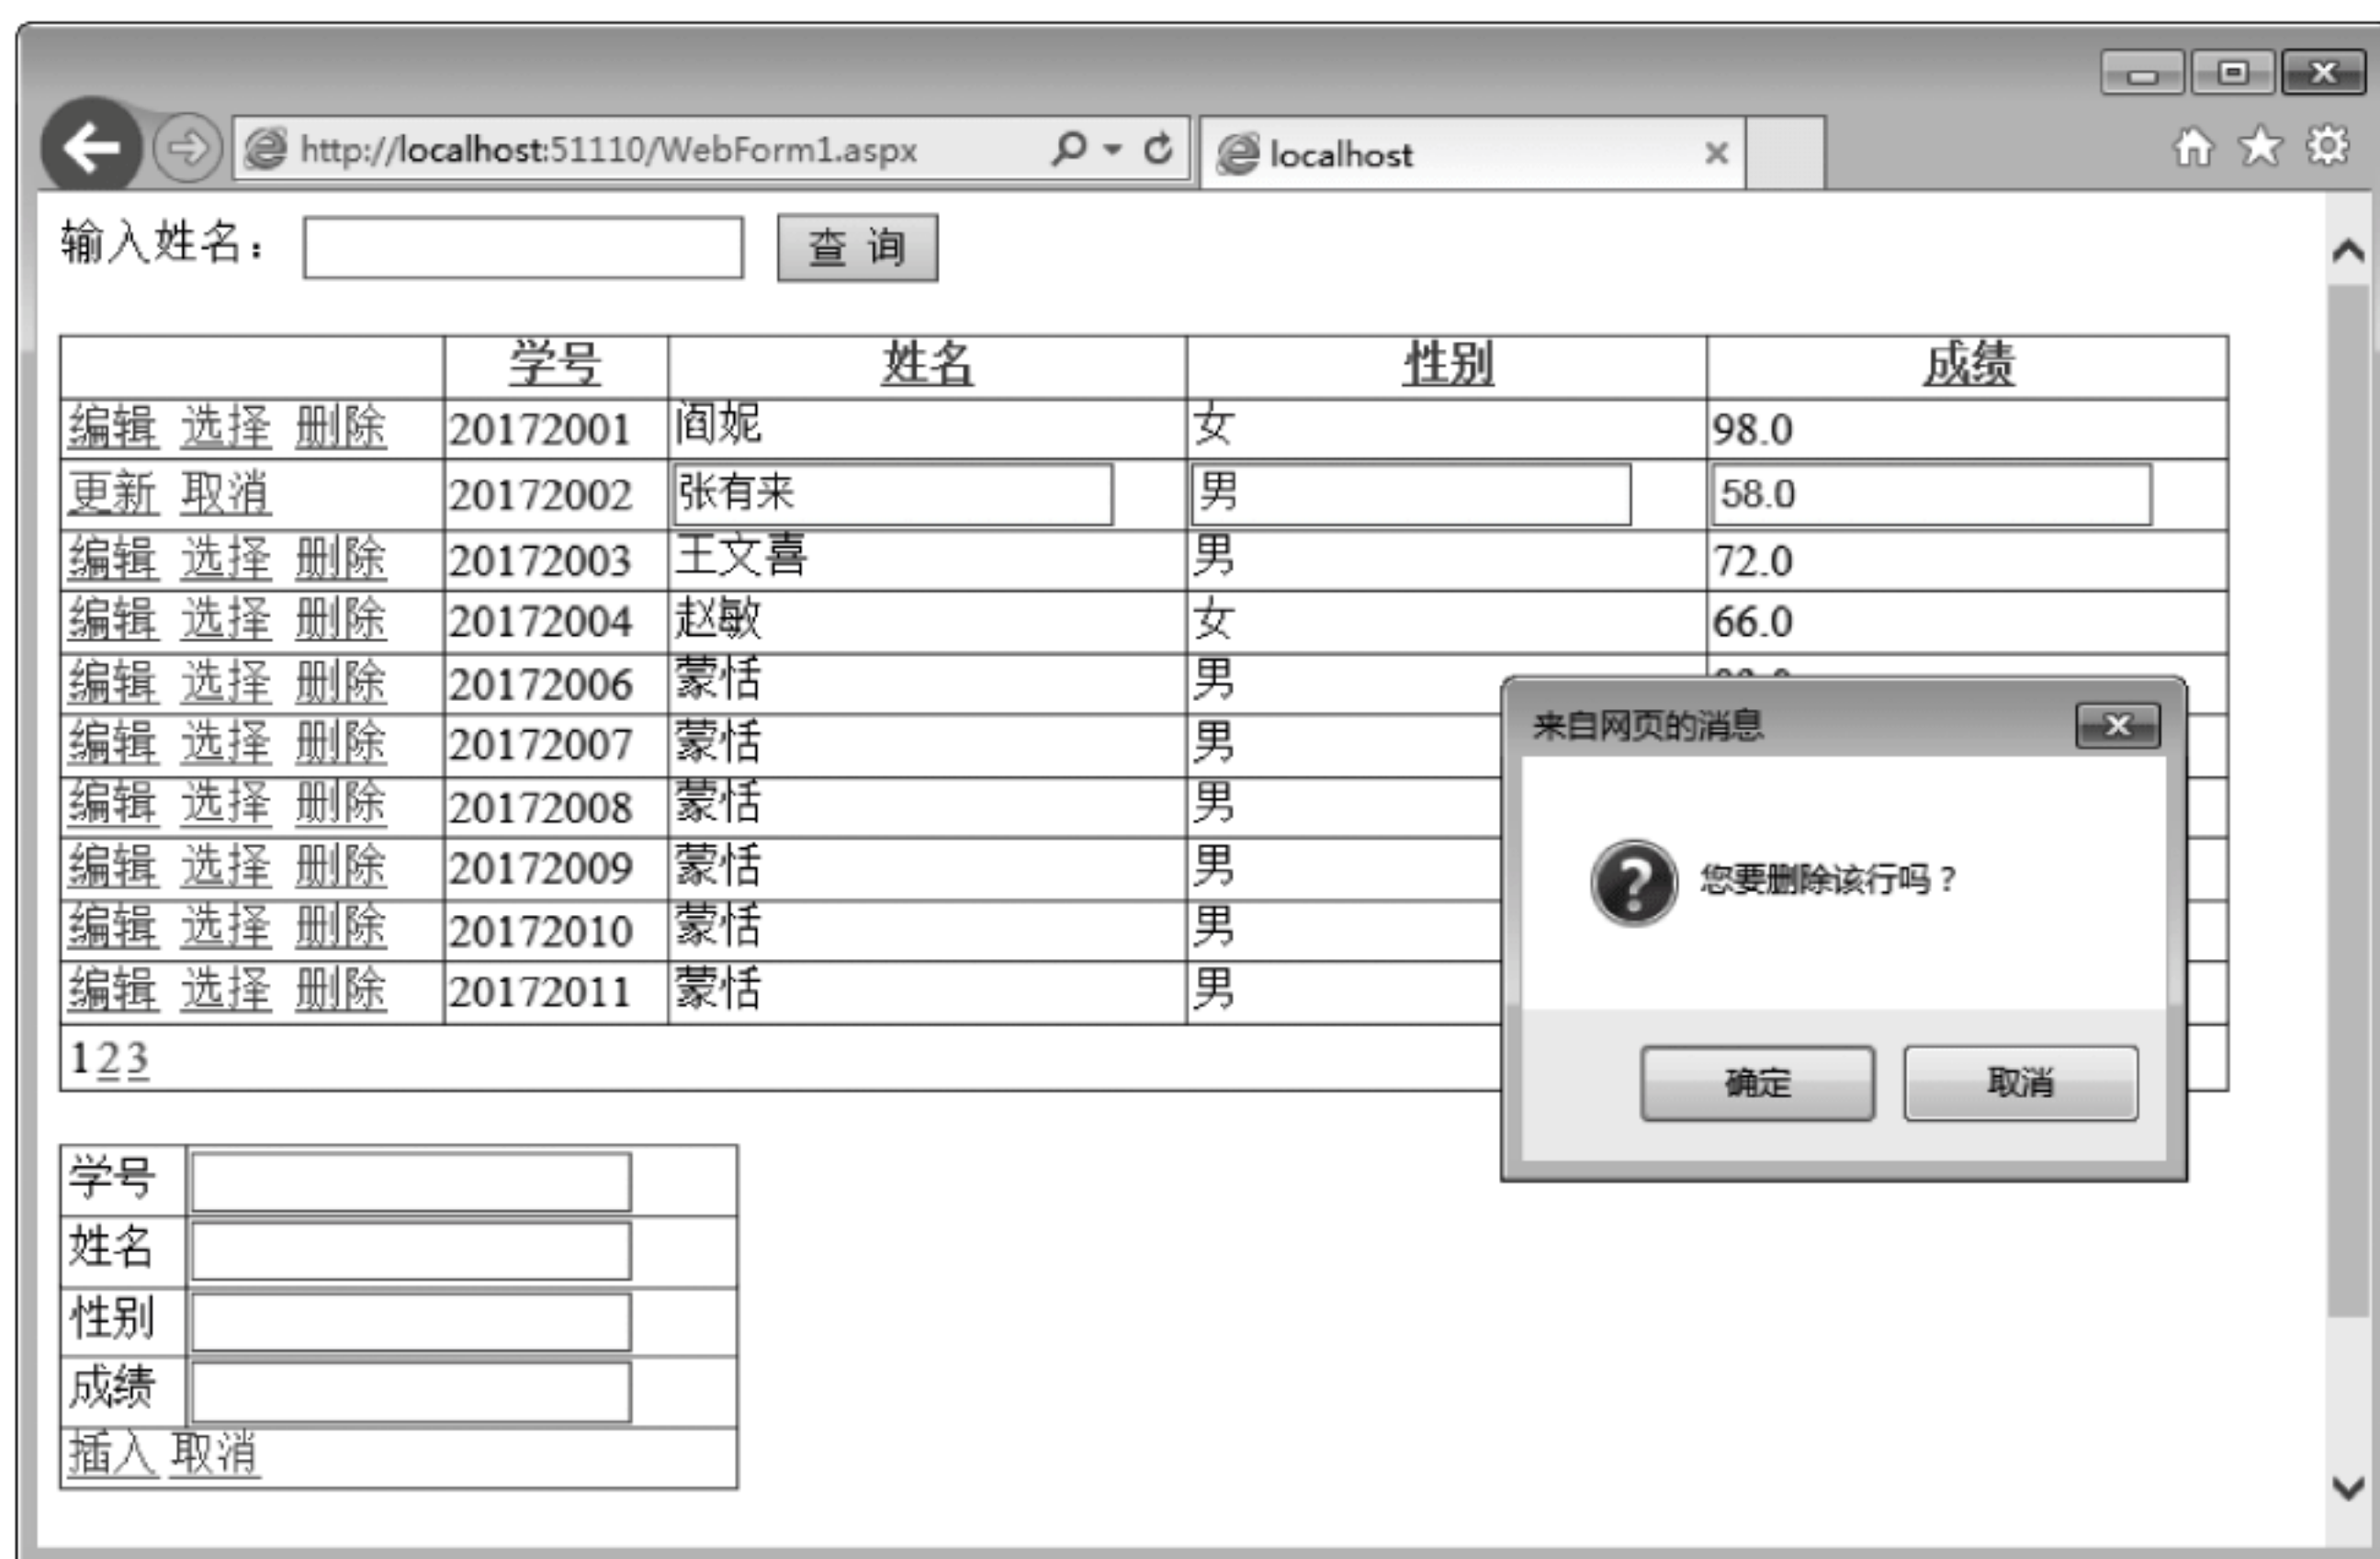 http://localhost:51110/WebForm1.aspx
localhost
输入姓名：
查 询
学号 姓名 性别 成绩
编辑 选择 删除 20172001 阎妮 女 98.0
更新 取消 20172002 张有来 男 58.0
编辑 选择 删除 20172003 王文喜 男 72.0
编辑 选择 删除 20172004 赵敏 女 66.0
编辑 选择 删除 20172006 蒙恬 男
编辑 选择 删除 20172007 蒙恬 男
编辑 选择 删除 20172008 蒙恬 男
编辑 选择 删除 20172009 蒙恬 男
编辑 选择 删除 20172010 蒙恬 男
编辑 选择 删除 20172011 蒙恬 男
1 2 3
来自网页的消息
您要删除该行吗？
确定
取消
学号
姓名
性别
成绩
插入 取消